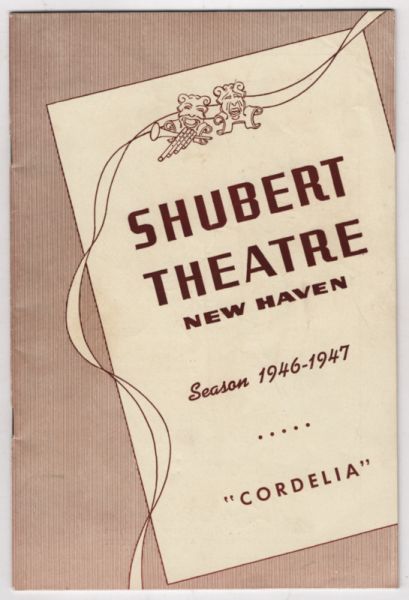 SHUBERT
THEATRE
NEW HAVEN
Season 1946-1947
.....
"CORDELIA"